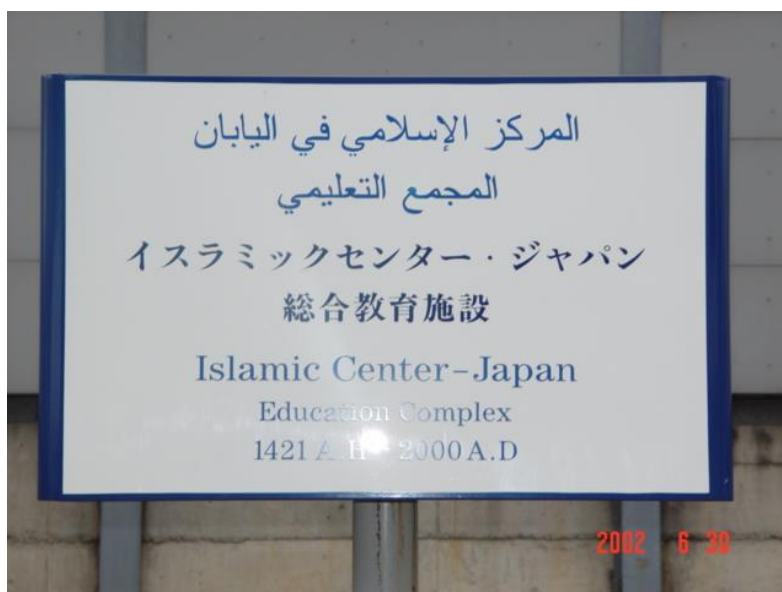 المركز الإسلامي في اليابان
المجمع التعليمي
イスラミックセンター・ジャパン
総合教育施設
Islamic Center-Japan
Education Complex
1421 A.H - 2000 A.D
2002 6 30